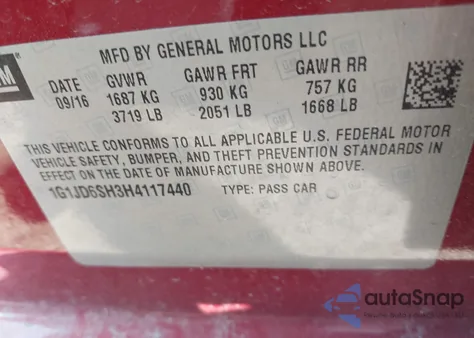 GM
MFD BY GENERAL MOTORS LLC
DATE GVWR GAWR FRT GAWR RR
09/16 1687 KG 930 KG 757 KG
3719 LB 2051 LB 1668 LB
THIS VEHICLE CONFORMS TO ALL APPLICABLE U.S. FEDERAL MOTOR
VEHICLE SAFETY, BUMPER, AND THEFT PREVENTION STANDARDS IN
EFFECT ON THE DATE OF MANUFACTURE SHOWN ABOVE.
1G1JD6SH3H4117440 TYPE: PASS CAR
autoSnap